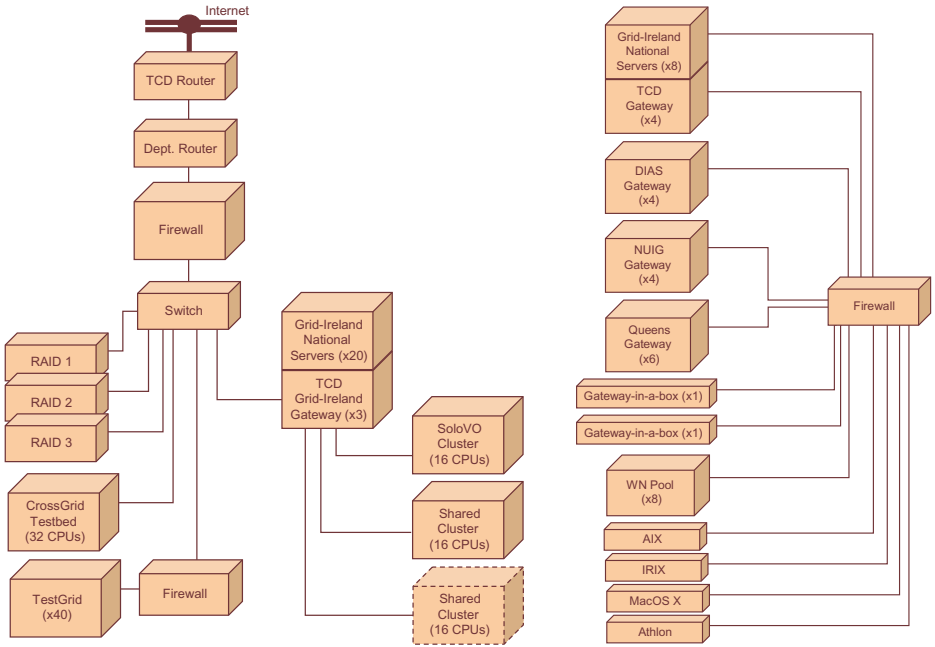 Internet
TCD Router
Dept. Router
Firewall
Switch
RAID 1
RAID 2
RAID 3
CrossGrid
Testbed
(32 CPUs)
TestGrid
(x40)
Firewall
Grid-Ireland
National
Servers (x20)
TCD
Grid-Ireland
Gateway (x3)
SoloVO
Cluster
(16 CPUs)
Shared
Cluster
(16 CPUs)
Shared
Cluster
(16 CPUs)
Grid-Ireland
National
Servers (x8)
TCD
Gateway
(x4)
DIAS
Gateway
(x4)
NUIG
Gateway
(x4)
Queens
Gateway
(x6)
Gateway-in-a-box (x1)
Gateway-in-a-box (x1)
WN Pool
(x8)
AIX
IRIX
MacOS X
Athlon
Firewall